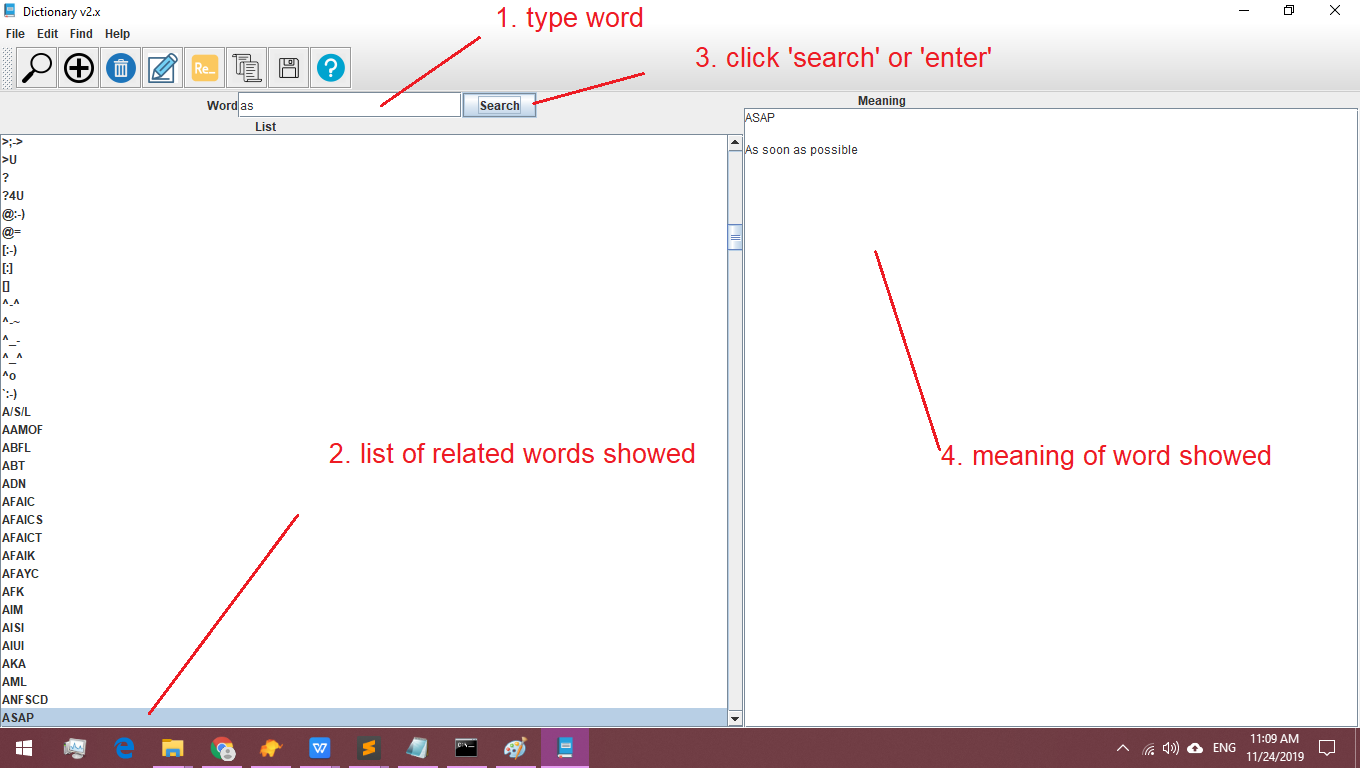 Dictionary v2.x
1. type word
File Edit Find Help
3. click 'search' or 'enter'
Re_
Word as Search
Meaning
List
ASAP
As soon as possible
>;->
>U
?
?4U
@:-)
@=
[:-)
[:]
[]
^-^
^-~
^_-
^_^
^o
`:-)
A/S/L
AAMOF
ABFL
ABT
ADN
AFAIC
AFAICS
AFAICT
AFAIK
AFAYC
AFK
AIM
AISI
AIUI
AKA
AML
ANFSCD
ASAP
2. list of related words showed
4. meaning of word showed
ENG
11:09 AM
11/24/2019